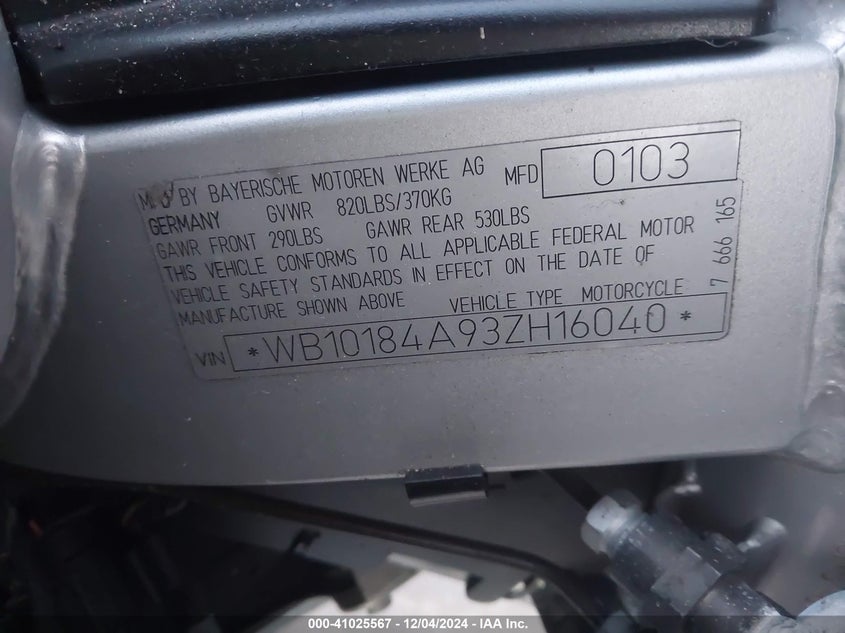 MFD BY BAYERISCHE MOTOREN WERKE AG MFD 0103
GERMANY GVWR 820LBS/370KG
GAWR FRONT 290LBS GAWR REAR 530LBS
THIS VEHICLE CONFORMS TO ALL APPLICABLE FEDERAL MOTOR
VEHICLE SAFETY STANDARDS IN EFFECT ON THE DATE OF
MANUFACTURE SHOWN ABOVE VEHICLE TYPE MOTORCYCLE
7 666 165
VIN *WB10184A93ZH16040*
000-41025567 - 12/04/2024 - IAAI Inc.